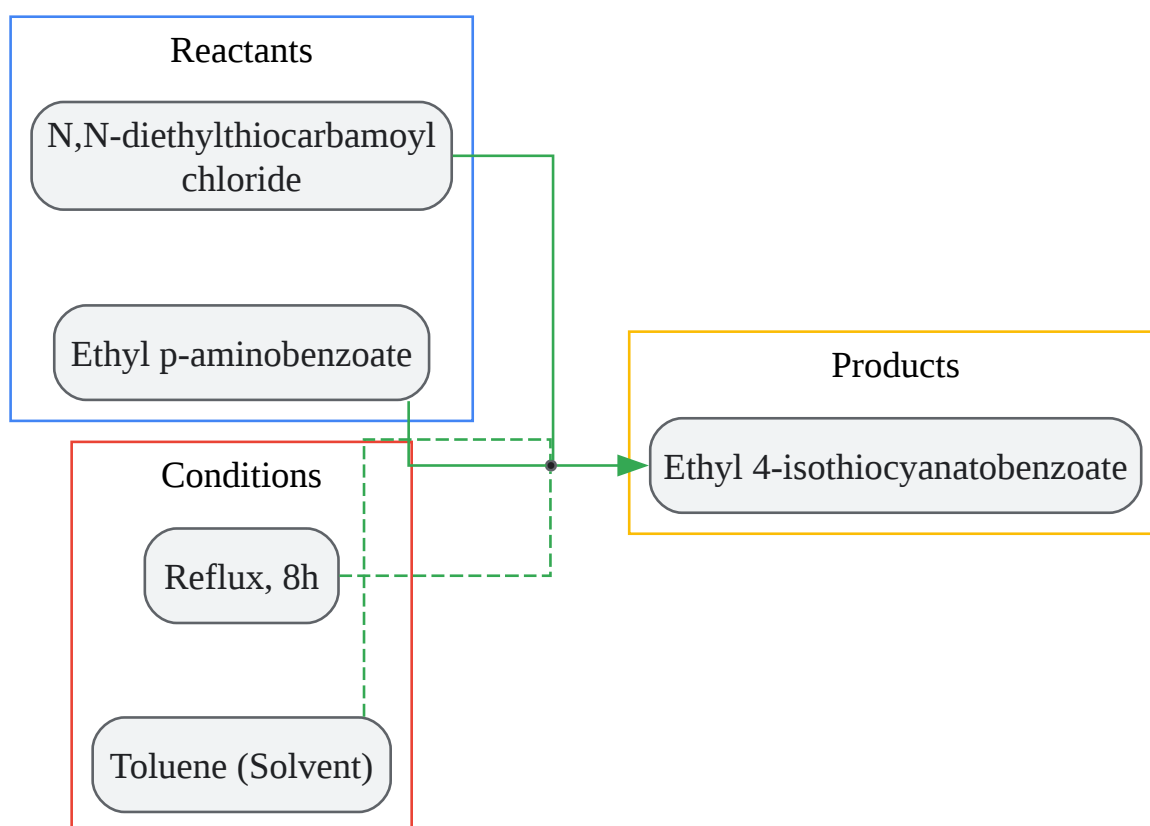 Reactants
N,N-diethylthiocarbamoyl
chloride
Ethyl p-aminobenzoate
Products
Ethyl 4-isothiocyanatobenzoate
Conditions
Reflux, 8h
Toluene (Solvent)